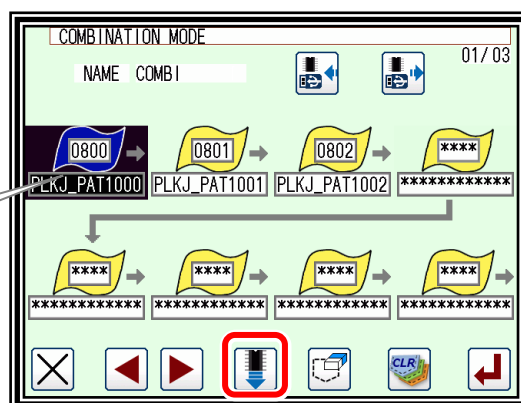 COMBINATION MODE
01/03
NAME COMBI
0800 0801 0802 ****
PLKJ_PAT1000 PLKJ_PAT1001 PLKJ_PAT1002 ************
**** **** **** ****
************ ************ ************ ************
CLR